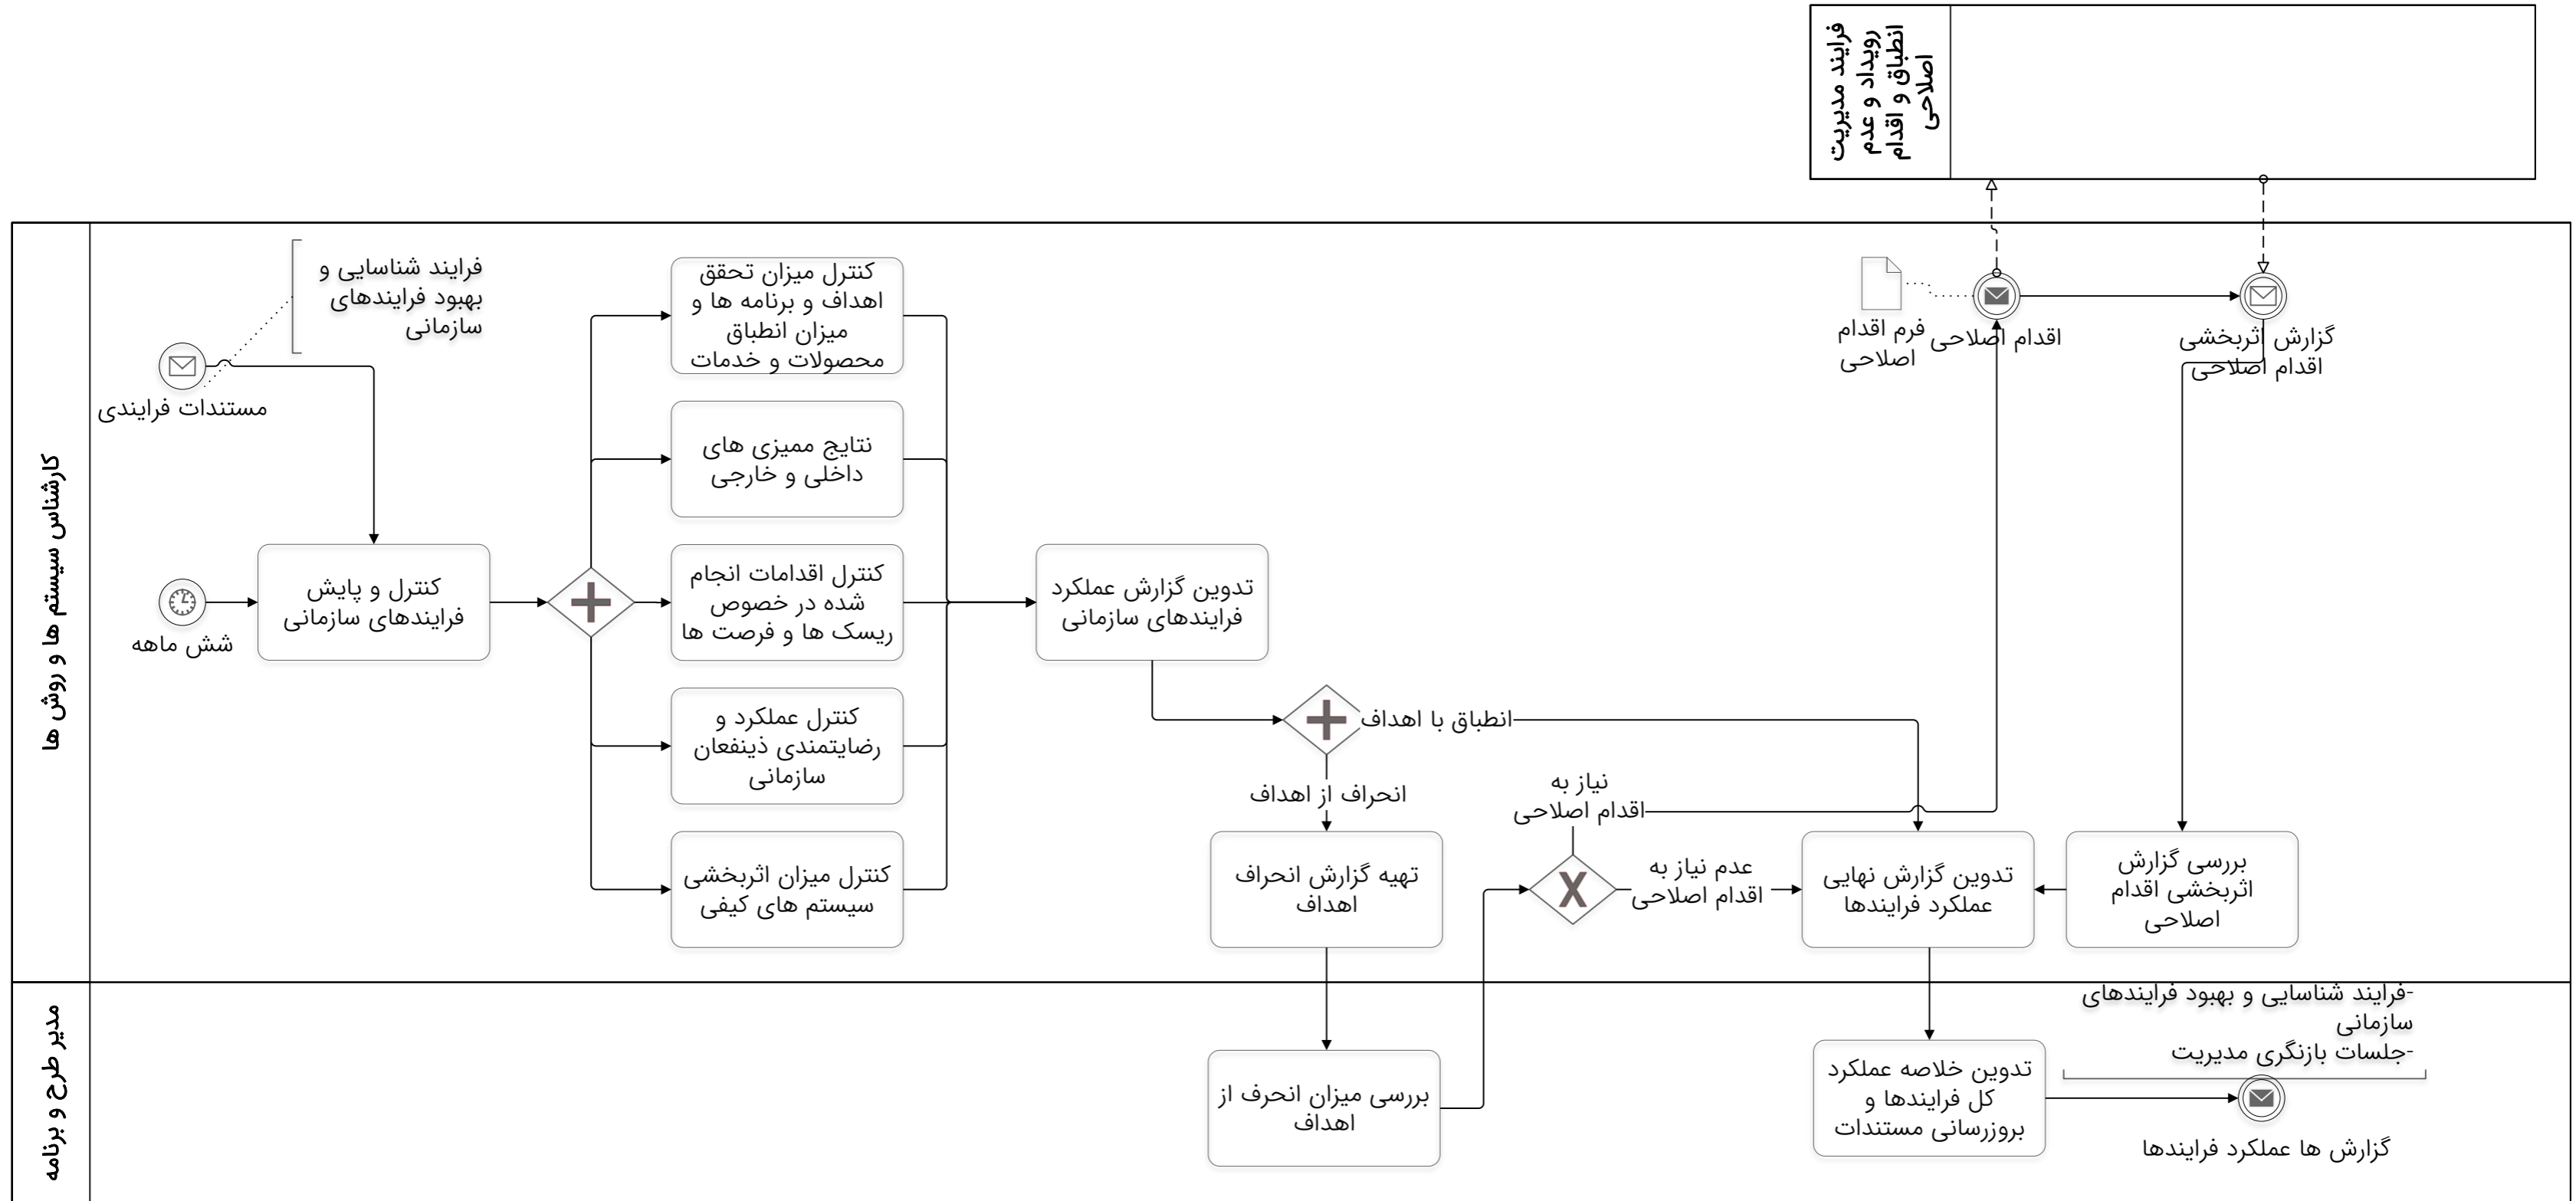 فرایند مدیریت
رویداد و عدم
انطباق و اقدام
اصلاحی
کارشناس سیستم ها و روش ها
فرایند شناسایی و
بهبود فرایندهای
سازمانی
مستندات فرایندی
شش ماهه
کنترل و پایش
فرایندهای سازمانی
کنترل میزان تحقق
اهداف و برنامه ها و
میزان انطباق
محصولات و خدمات
نتایج ممیزی های
داخلی و خارجی
کنترل اقدامات انجام
شده در خصوص
ریسک ها و فرصت ها
کنترل عملکرد و
رضایتمندی ذینفعان
سازمانی
کنترل میزان اثربخشی
سیستم های کیفی
تدوین گزارش عملکرد
فرایندهای سازمانی
انطباق با اهداف
انحراف از اهداف
تهیه گزارش انحراف
اهداف
نیاز به
اقدام اصلاحی
عدم نیاز به
اقدام اصلاحی
فرم اقدام
اصلاحی
اقدام اصلاحی
گزارش اثربخشی
اقدام اصلاحی
تدوین گزارش نهایی
عملکرد فرایندها
بررسی گزارش
اثربخشی اقدام
اصلاحی
مدیر طرح و برنامه
بررسی میزان انحرف از
اهداف
تدوین خلاصه عملکرد
کل فرایندها و
بروزرسانی مستندات
-فرایند شناسایی و بهبود فرایندهای
سازمانی
-جلسات بازنگری مدیریت
گزارش ها عملکرد فرایندها